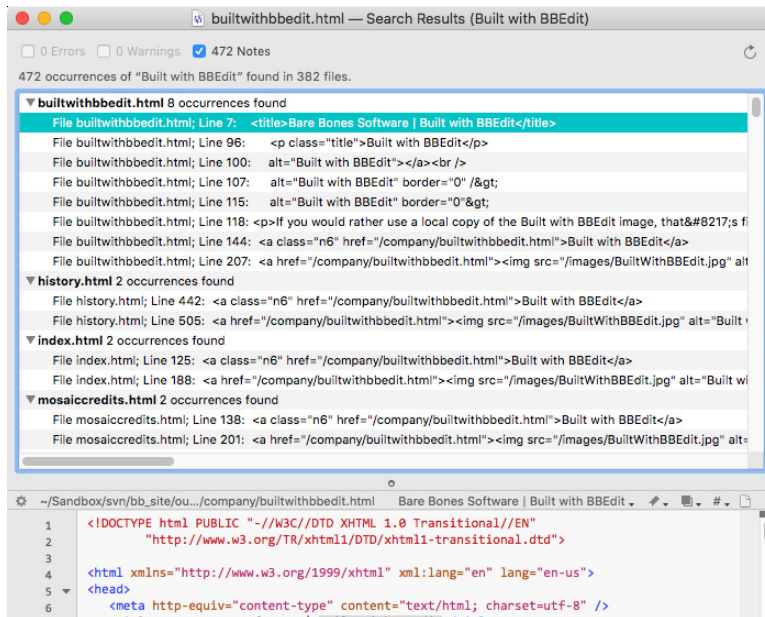 builtwithbbedit.html — Search Results (Built with BBEdit)
0 Errors 0 Warnings 472 Notes
472 occurrences of “Built with BBEdit” found in 382 files.
builtwithbbedit.html 8 occurrences found
File builtwithbbedit.html; Line 7: <title>Bare Bones Software | Built with BBEdit</title>
File builtwithbbedit.html; Line 96: <p class="title">Built with BBEdit</p>
File builtwithbbedit.html; Line 100: alt="Built with BBEdit"></a><br />
File builtwithbbedit.html; Line 107: alt="Built with BBEdit" border="0" /&gt;
File builtwithbbedit.html; Line 115: alt="Built with BBEdit" border="0"&gt;
File builtwithbbedit.html; Line 118: <p>If you would rather use a local copy of the Built with BBEdit image, that&#8217;s fi
File builtwithbbedit.html; Line 144: <a class="n6" href="/company/builtwithbbedit.html">Built with BBEdit</a>
File builtwithbbedit.html; Line 207: <a href="/company/builtwithbbedit.html"><img src="/images/BuiltWithBBEdit.jpg" alt
history.html 2 occurrences found
File history.html; Line 442: <a class="n6" href="/company/builtwithbbedit.html">Built with BBEdit</a>
File history.html; Line 505: <a href="/company/builtwithbbedit.html"><img src="/images/BuiltWithBBEdit.jpg" alt="Built
index.html 2 occurrences found
File index.html; Line 125: <a class="n6" href="/company/builtwithbbedit.html">Built with BBEdit</a>
File index.html; Line 188: <a href="/company/builtwithbbedit.html"><img src="/images/BuiltWithBBEdit.jpg" alt="Built wi
mosaiccredits.html 2 occurrences found
File mosaiccredits.html; Line 138: <a class="n6" href="/company/builtwithbbedit.html">Built with BBEdit</a>
File mosaiccredits.html; Line 201: <a href="/company/builtwithbbedit.html"><img src="/images/BuiltWithBBEdit.jpg" alt=
~/Sandbox/svn/bb_site/ou.../company/builtwithbbedit.html Bare Bones Software | Built with BBEdit #
1 <!DOCTYPE html PUBLIC "-//W3C//DTD XHTML 1.0 Transitional//EN"
2 "http://www.w3.org/TR/xhtml1/DTD/xhtml1-transitional.dtd">
3
4 <html xmlns="http://www.w3.org/1999/xhtml" xml:lang="en" lang="en-us">
5 <head>
6 <meta http-equiv="content-type" content="text/html; charset=utf-8" />